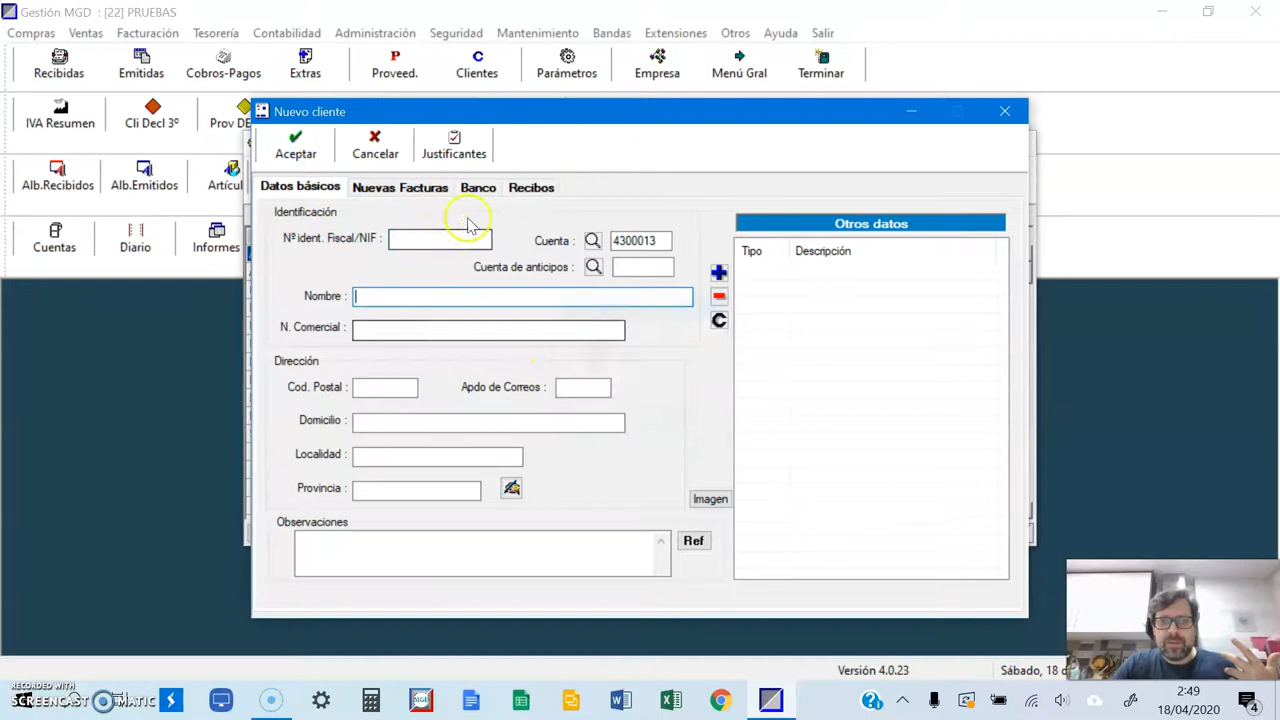 Gestión MGD : [22] PRUEBAS
Compras Ventas Facturación Tesorería Contabilidad Administración Seguridad Mantenimiento Bandas Extensiones Otros Ayuda Salir
Recibidas Emitidas Cobros-Pagos Extras P Proveed. C Clientes Parámetros Empresa Menú Gral Terminar
IVA Resumen Cli Decl 3º Prov DE
Alb.Recibidos Alb.Emitidos Artícul
Cuentas Diario Informes
Nuevo cliente
Aceptar Cancelar Justificantes
Datos básicos Nuevas Facturas Banco Recibos
Identificación
Nº ident. Fiscal/NIF : Cuenta : 4300013
Cuenta de anticipos :
Nombre :
N. Comercial :
C
Dirección
Cod. Postal : Apdo de Correos :
Domicilio :
Localidad :
Provincia :
Imagen
Observaciones
Ref
Otros datos
Tipo Descripción
Versión 4.0.23 Sábado, 18 d
RECORDED WITH
SCREENCAST MATIC
MGD
2:49
18/04/2020
4